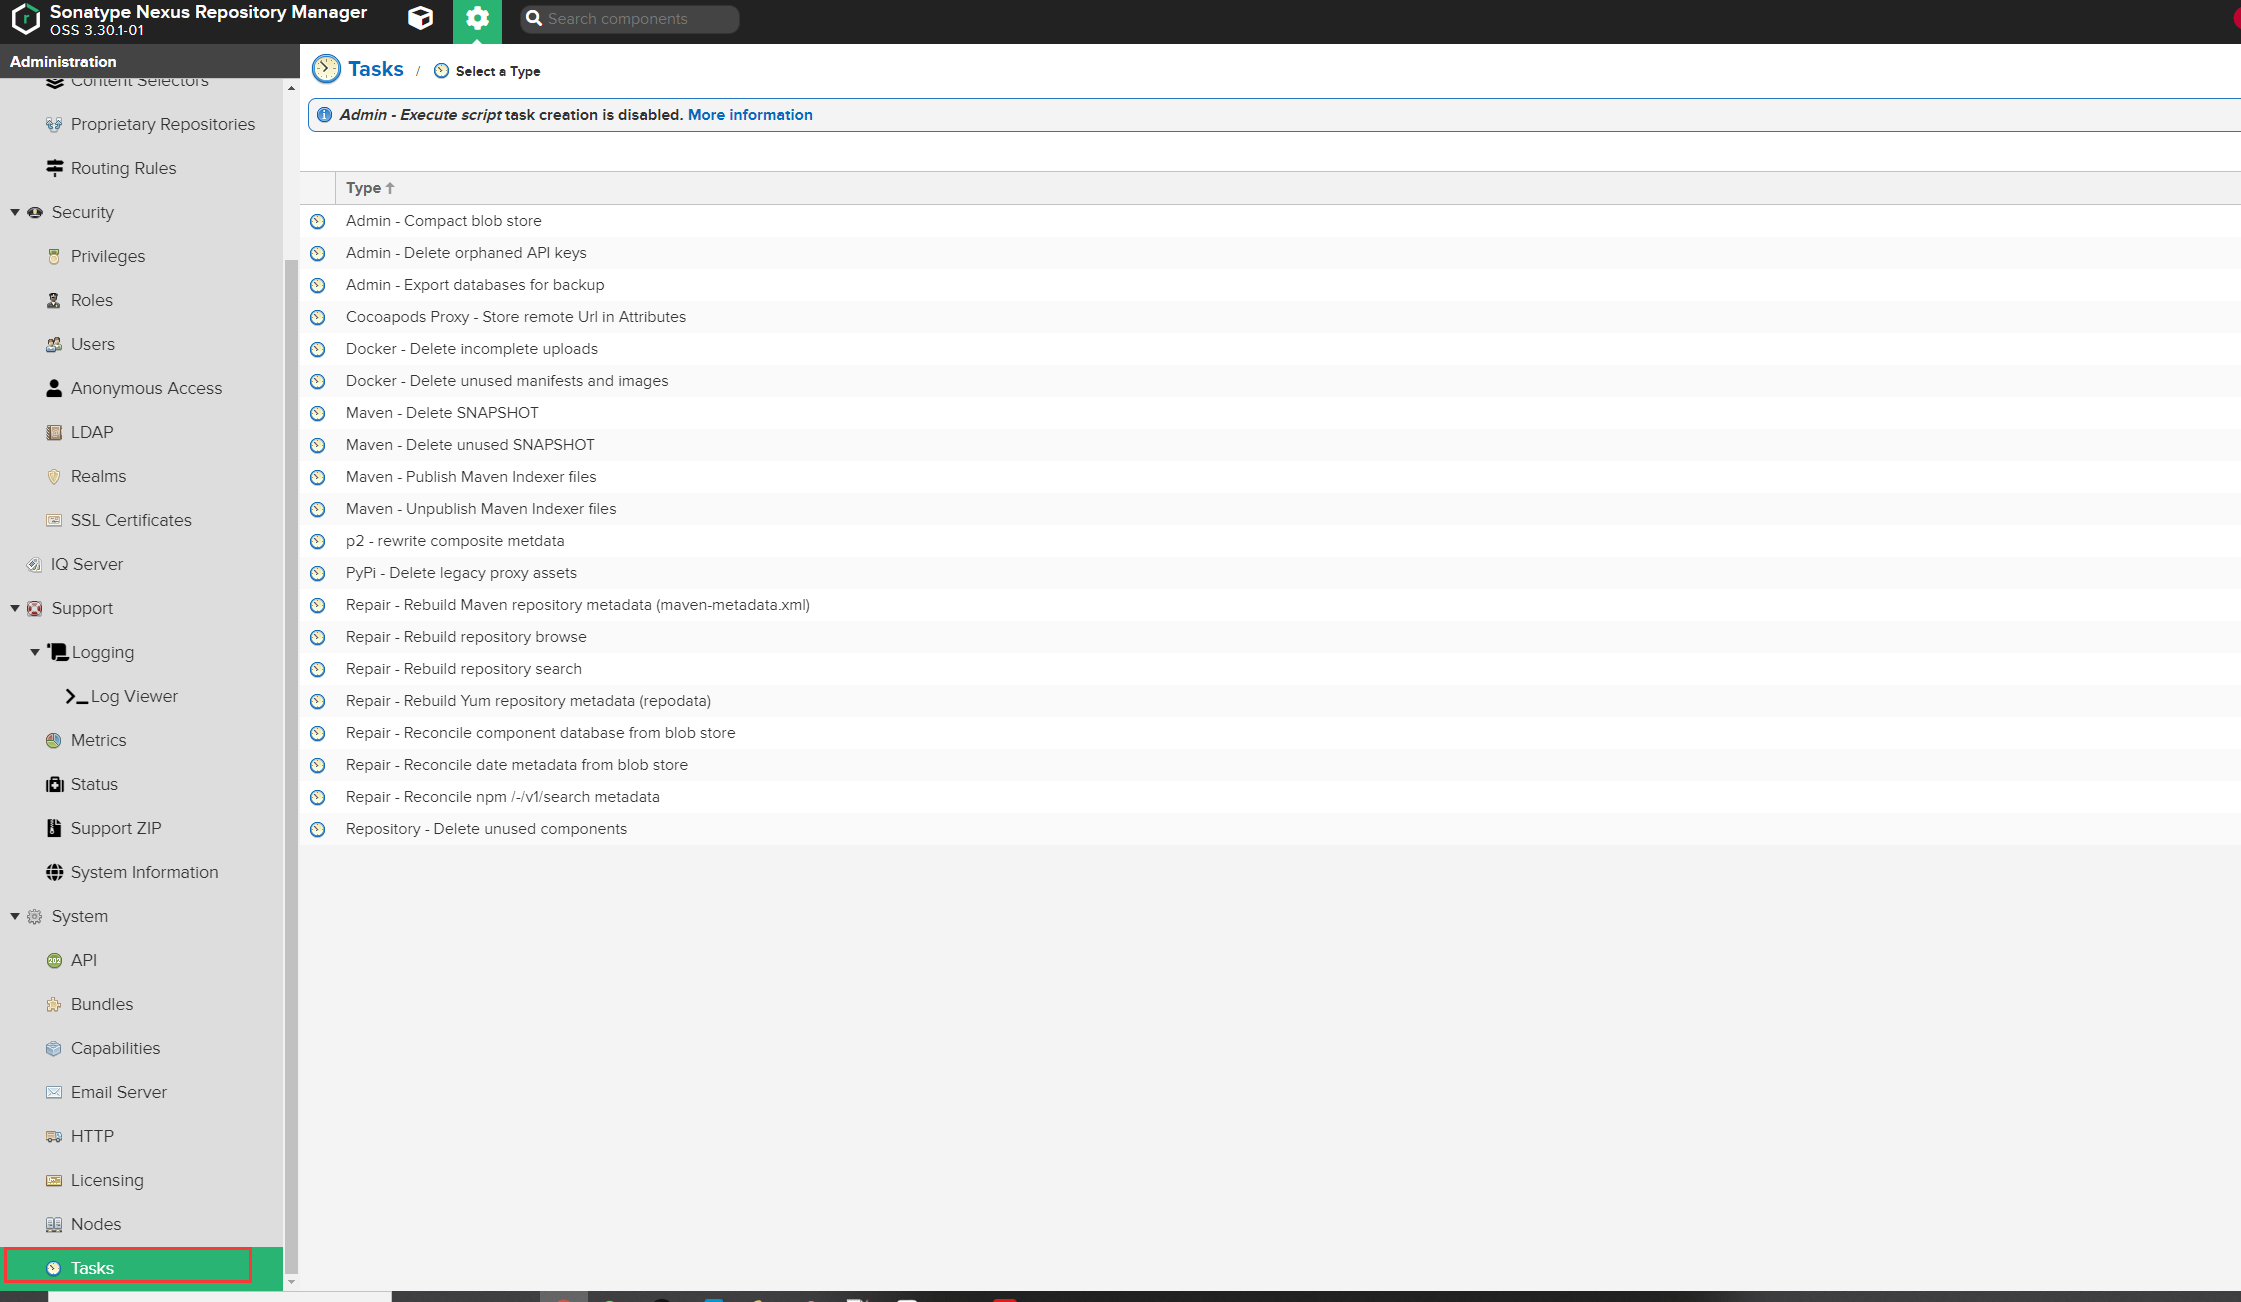 Sonatype Nexus Repository Manager
OSS 3.30.1-01
Search components
Administration
Content Selectors
Proprietary Repositories
Routing Rules
Security
Privileges
Roles
Users
Anonymous Access
LDAP
Realms
SSL Certificates
IQ Server
Support
Logging
Log Viewer
Metrics
Status
Support ZIP
System Information
System
API
Bundles
Capabilities
Email Server
HTTP
Licensing
Nodes
Tasks
Tasks / Select a Type
Admin - Execute script task creation is disabled. More information
Type
Admin - Compact blob store
Admin - Delete orphaned API keys
Admin - Export databases for backup
Cocoapods Proxy - Store remote Url in Attributes
Docker - Delete incomplete uploads
Docker - Delete unused manifests and images
Maven - Delete SNAPSHOT
Maven - Delete unused SNAPSHOT
Maven - Publish Maven Indexer files
Maven - Unpublish Maven Indexer files
p2 - rewrite composite metdata
PyPi - Delete legacy proxy assets
Repair - Rebuild Maven repository metadata (maven-metadata.xml)
Repair - Rebuild repository browse
Repair - Rebuild repository search
Repair - Rebuild Yum repository metadata (repodata)
Repair - Reconcile component database from blob store
Repair - Reconcile date metadata from blob store
Repair - Reconcile npm /-/v1/search metadata
Repository - Delete unused components